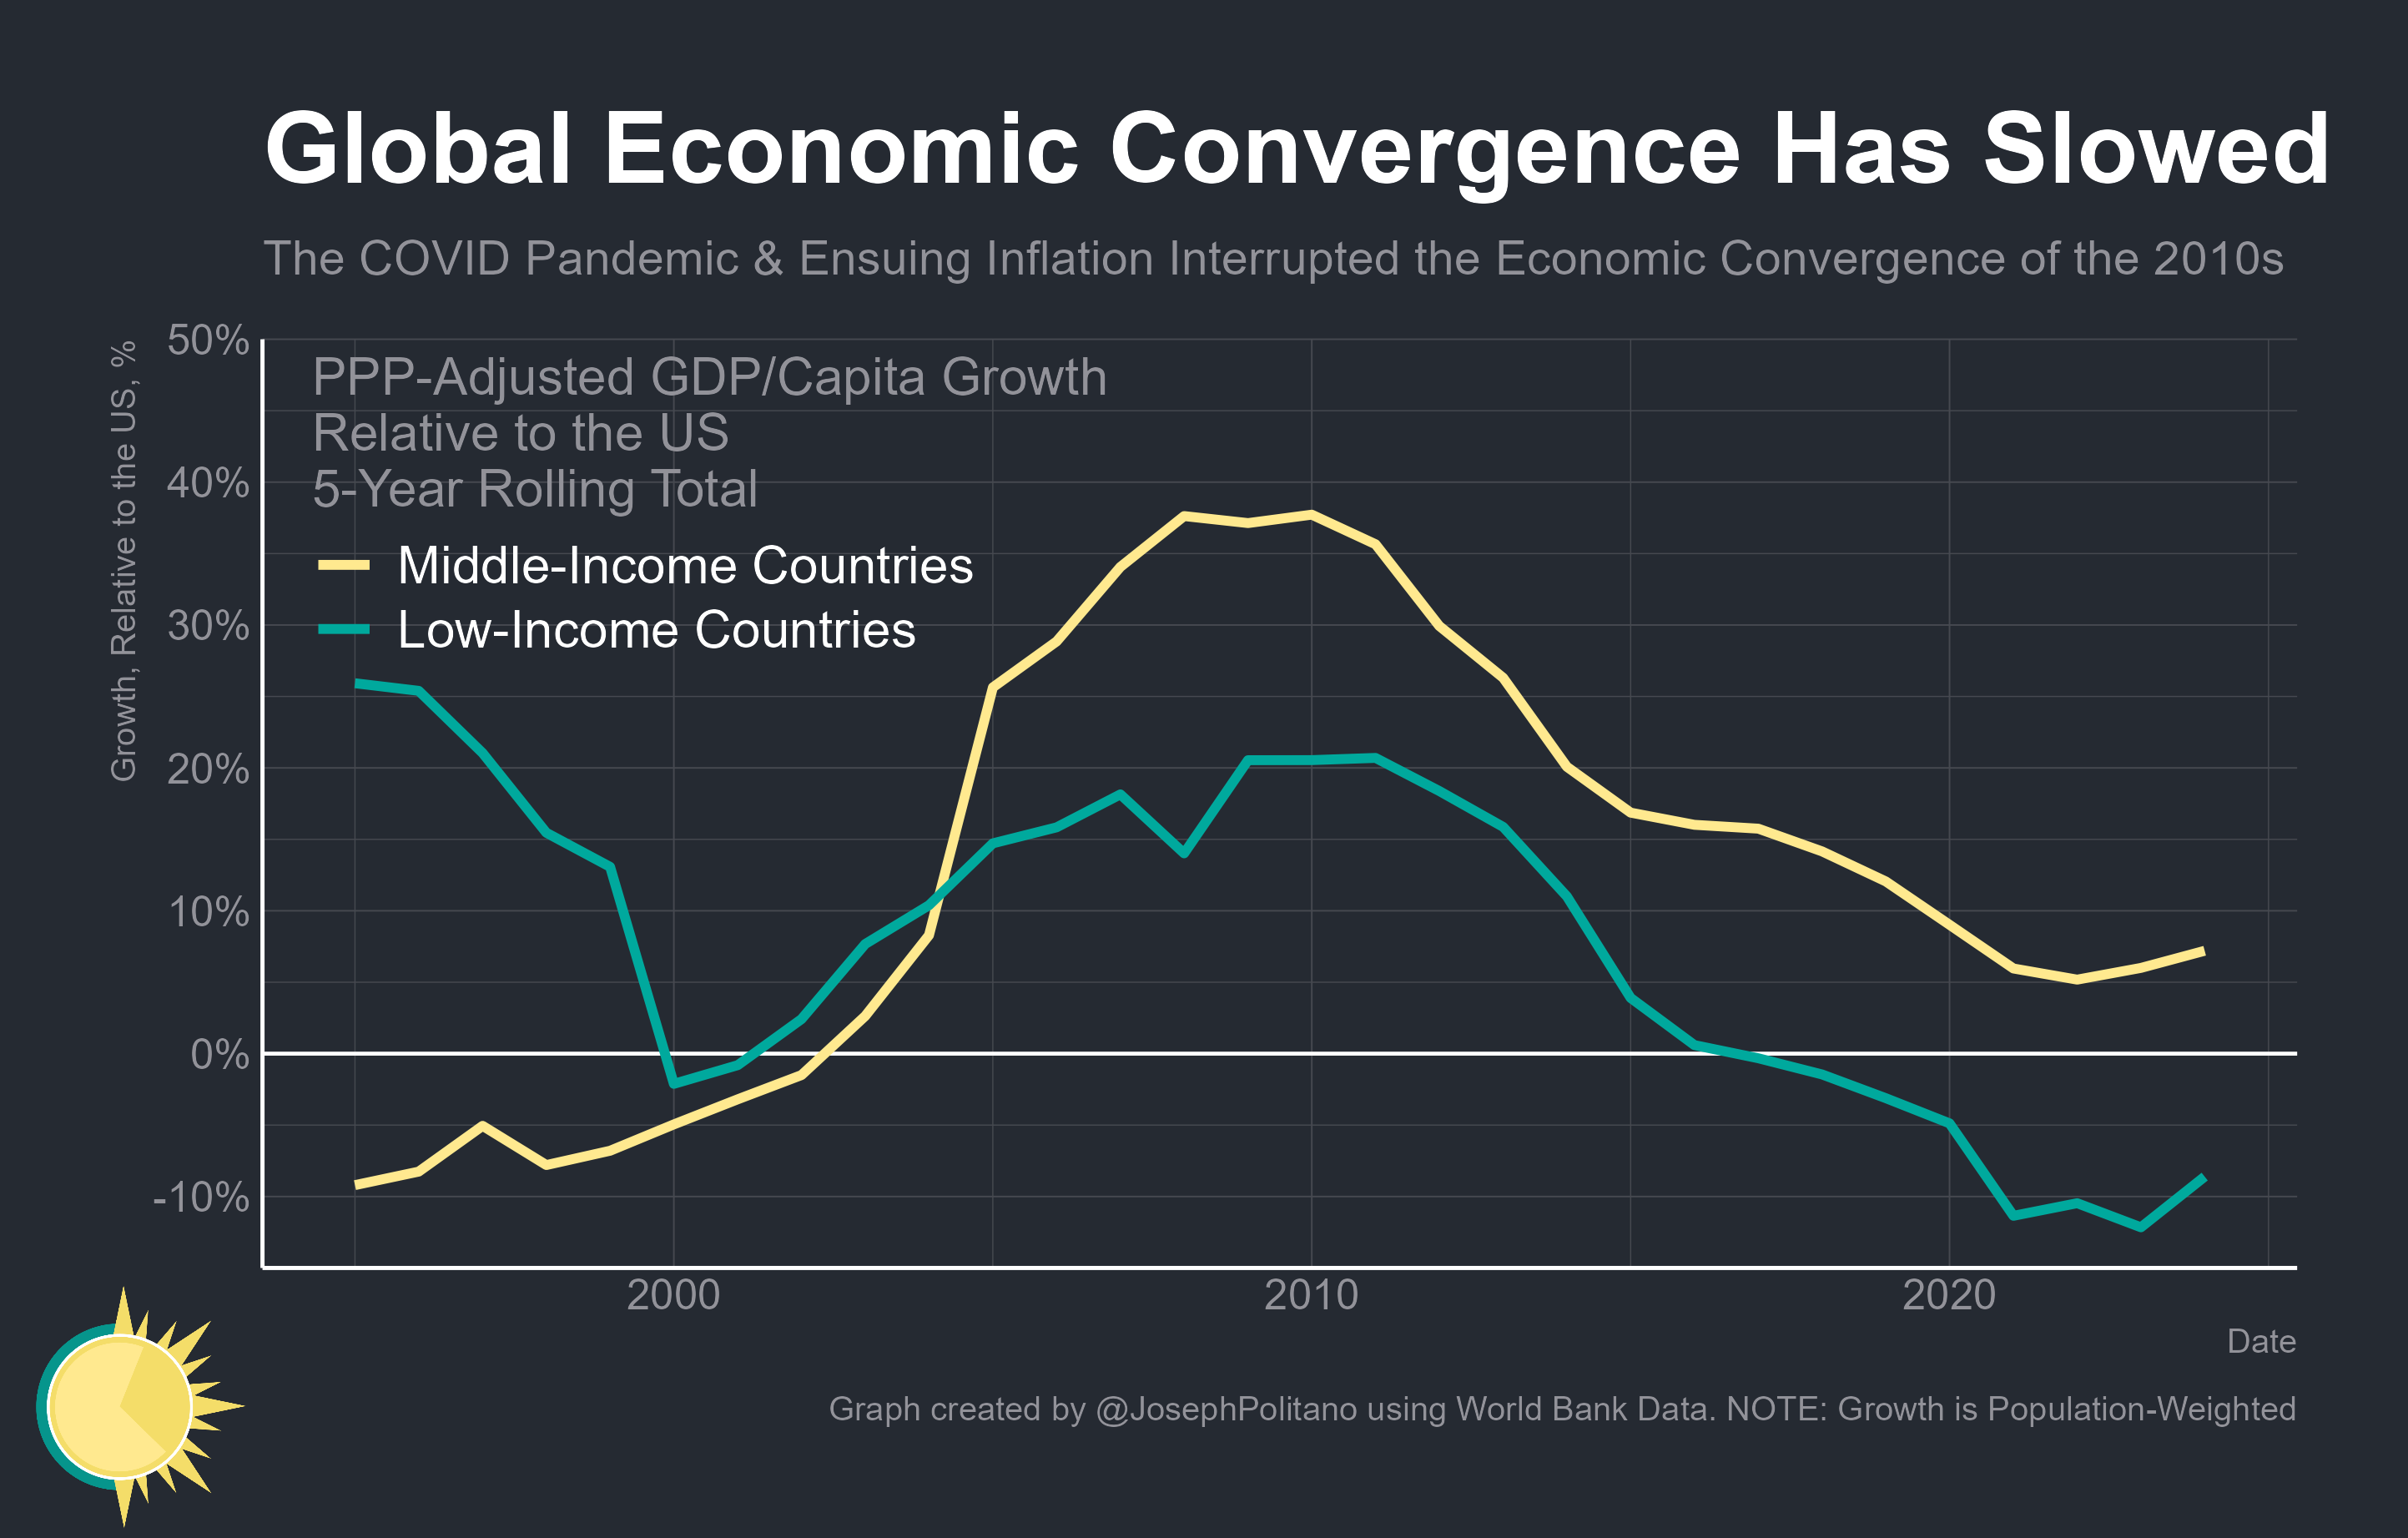 Global Economic Convergence Has Slowed
The COVID Pandemic & Ensuing Inflation Interrupted the Economic Convergence of the 2010s
Growth, Relative to the US, %
50%
40%
30%
20%
10%
0%
-10%
PPP-Adjusted GDP/Capita Growth
Relative to the US
5-Year Rolling Total
Middle-Income Countries
Low-Income Countries
2000
2010
2020
Date
Graph created by @JosephPolitano using World Bank Data. NOTE: Growth is Population-Weighted